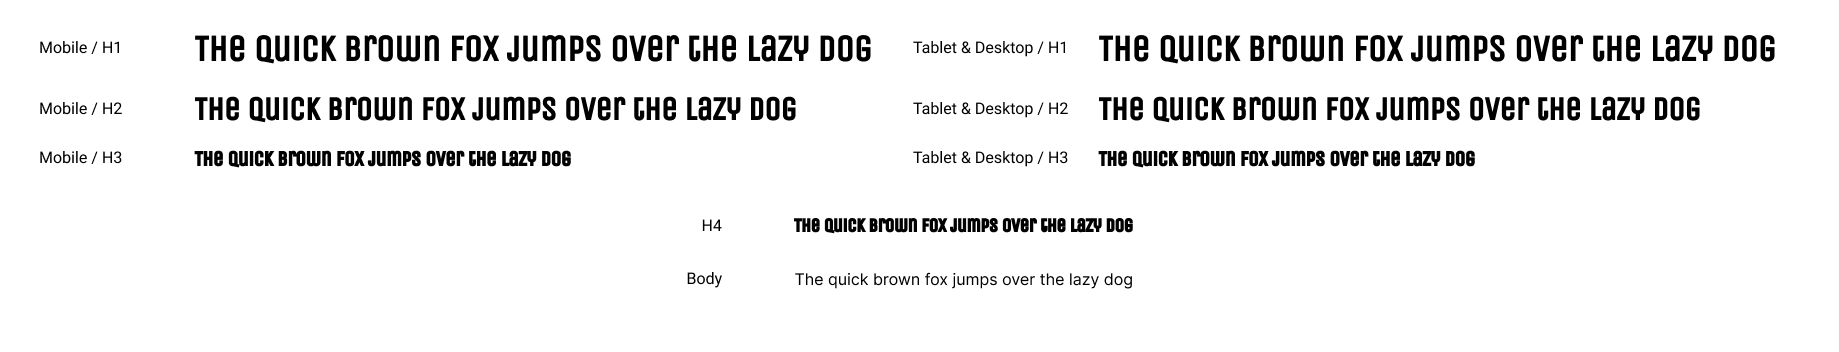 Mobile / H1 THe QUICK Brown FOX JUMPS over tHe Lazy DOG
Tablet & Desktop / H1 THe QUICK Brown FOX JUMPS over tHe Lazy DOG
Mobile / H2 THe QUICK Brown FOX JUMPS over tHe Lazy DOG
Tablet & Desktop / H2 THe QUICK Brown FOX JUMPS over tHe Lazy DOG
Mobile / H3 THe QUICK Brown FOX JUMPS over tHe Lazy DOG
Tablet & Desktop / H3 THe QUICK Brown FOX JUMPS over tHe Lazy DOG
H4 THe QUICK Brown FOX JUMPS over tHe Lazy DOG
Body The quick brown fox jumps over the lazy dog